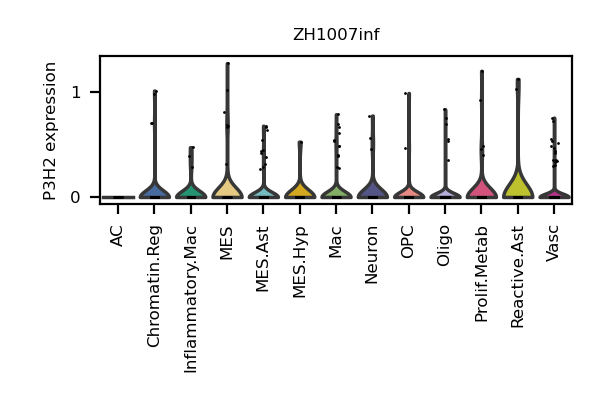 ZH1007inf
P3H2 expression
1
0
AC
Chromatin.Reg
Inflammatory.Mac
MES
MES.Ast
MES.Hyp
Mac
Neuron
OPC
Oligo
Prolif.Metab
Reactive.Ast
Vasc